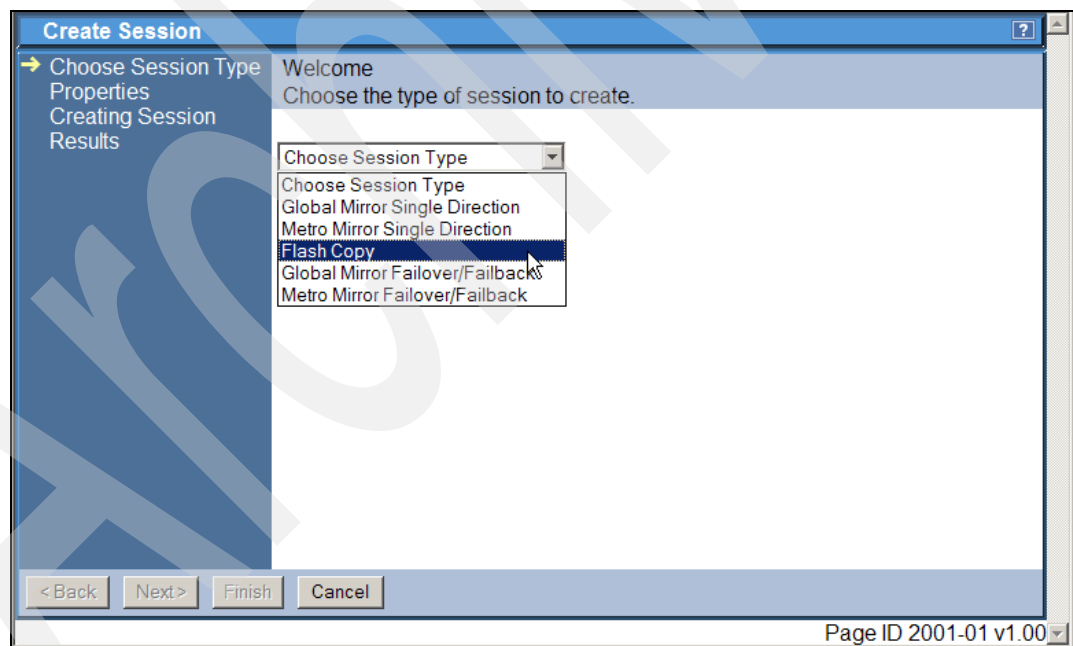 Create Session
?
Choose Session Type
Properties
Creating Session
Results
Welcome
Choose the type of session to create.
Choose Session Type
Choose Session Type
Global Mirror Single Direction
Metro Mirror Single Direction
Flash Copy
Global Mirror Failover/Failback
Metro Mirror Failover/Failback
< Back
Next >
Finish
Cancel
Page ID 2001-01 v1.00